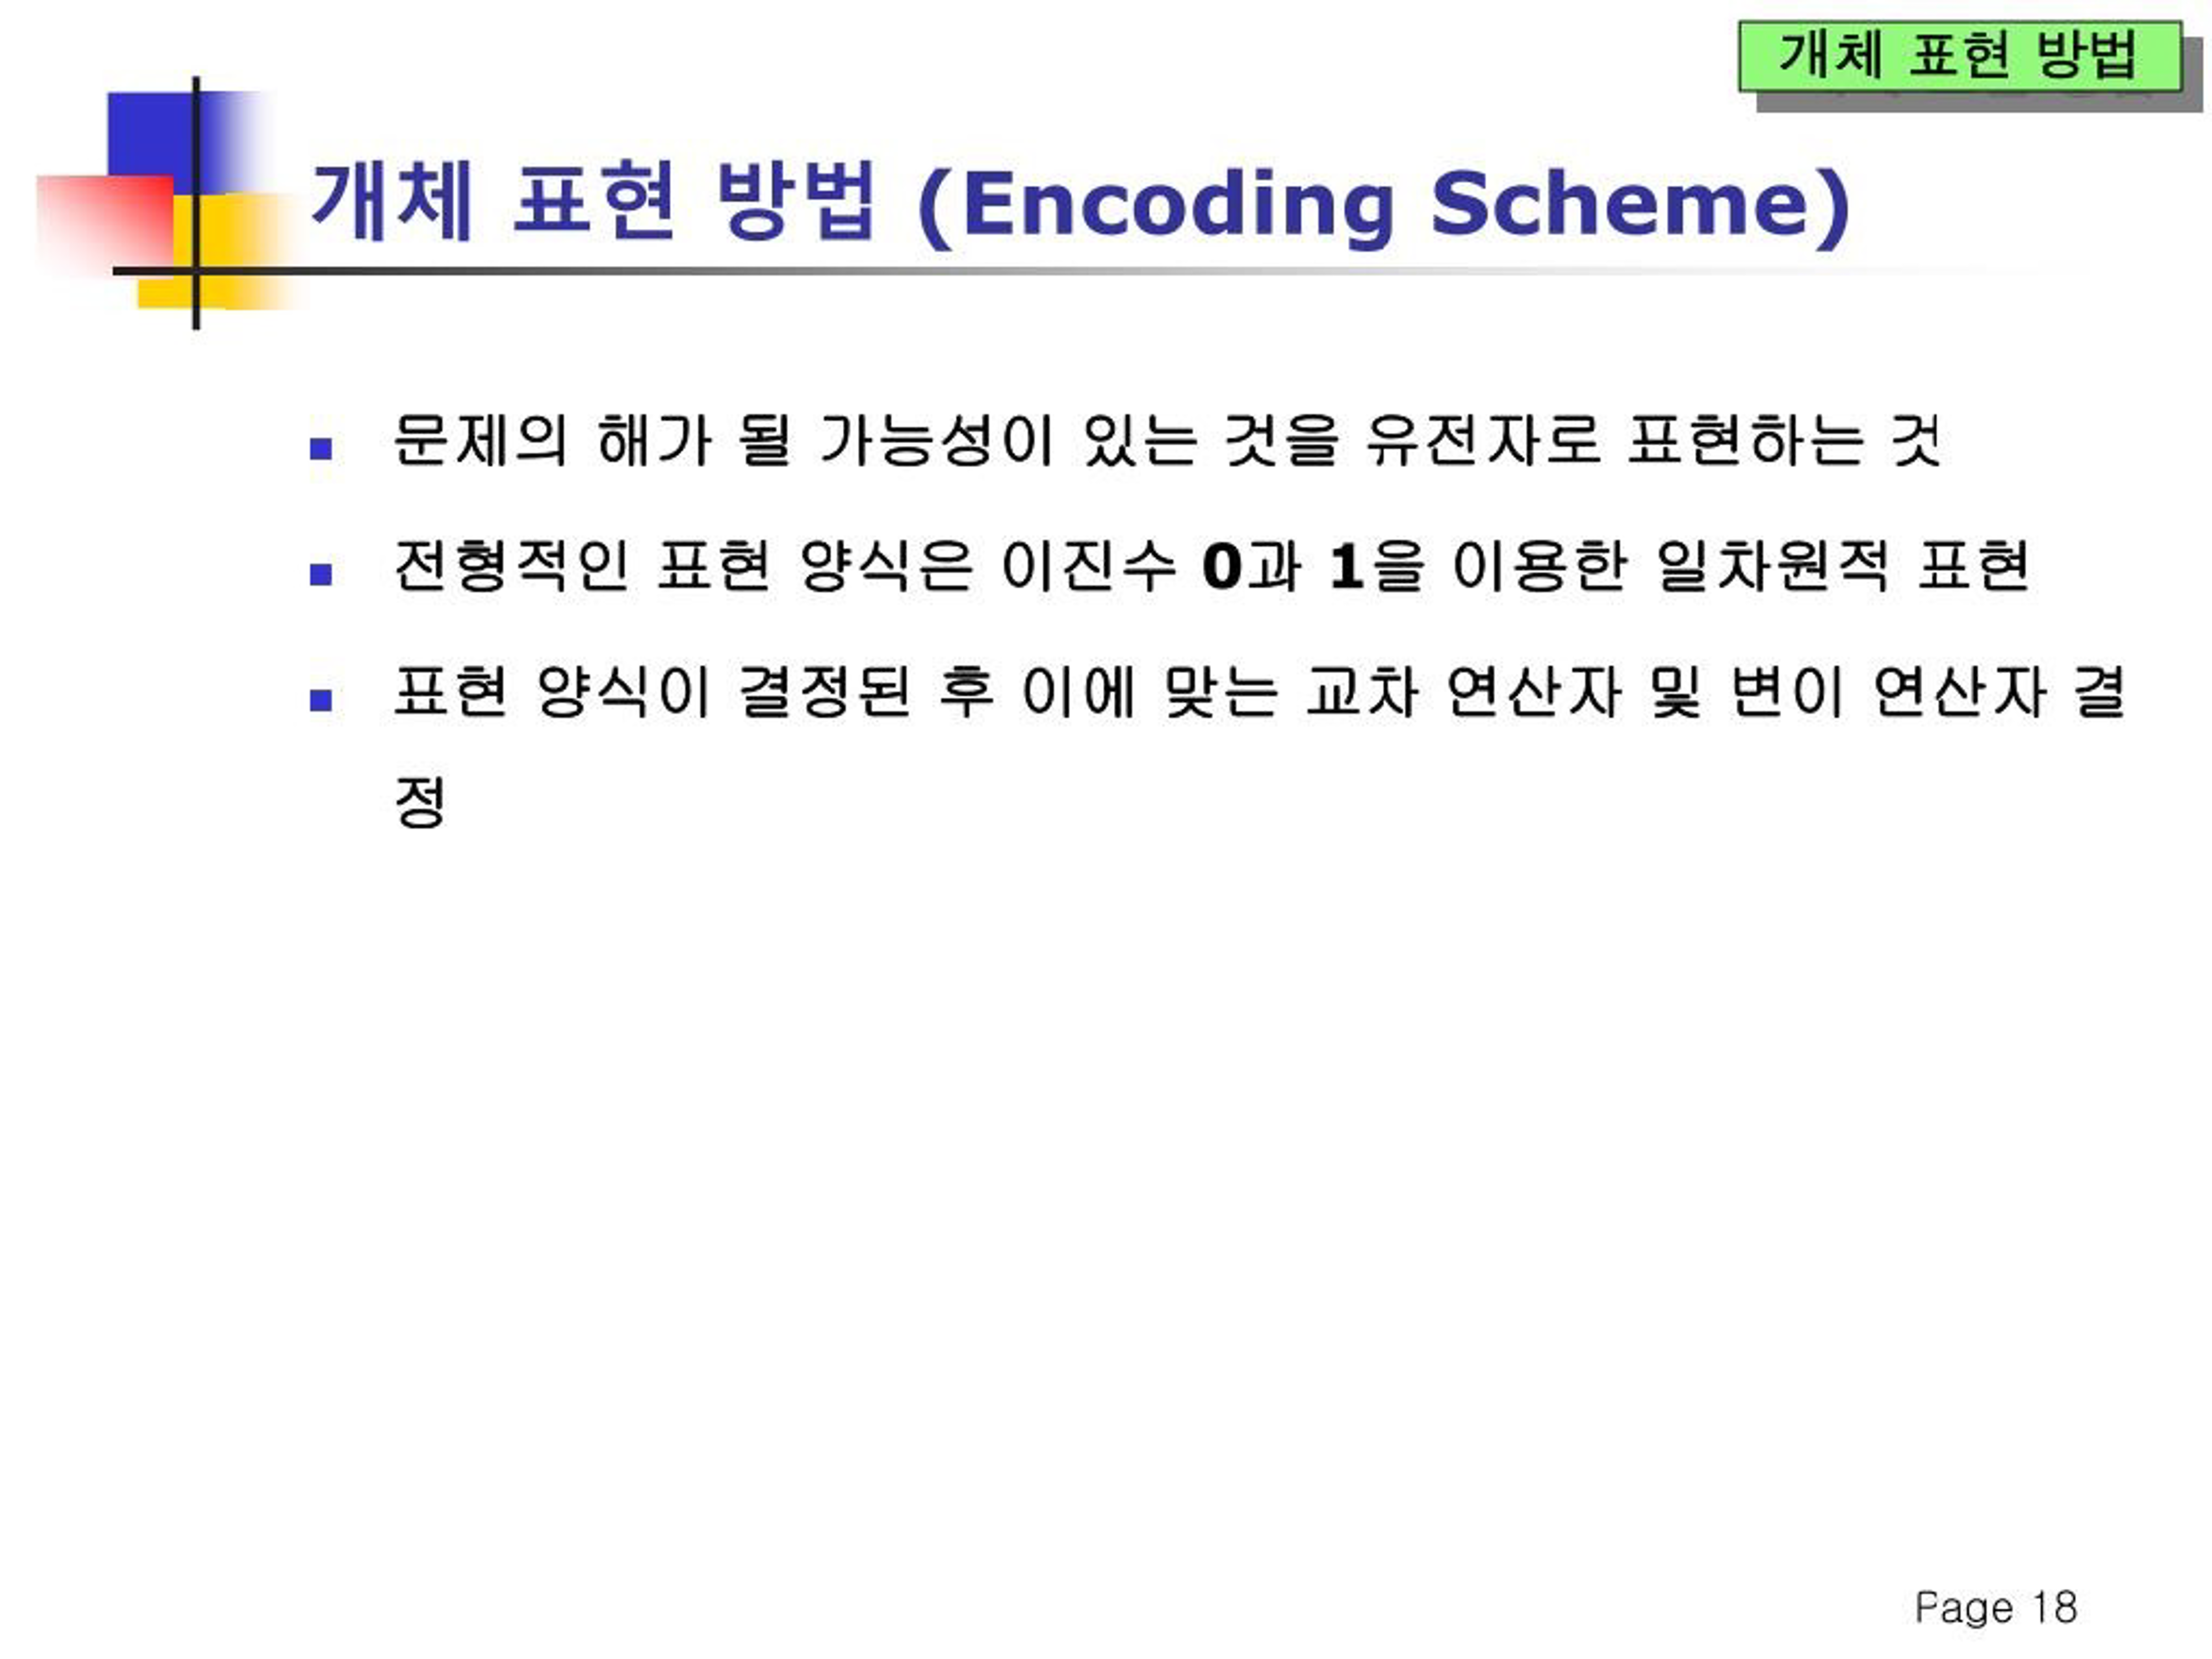 개체 표현 방법
개체 표현 방법 (Encoding Scheme)
문제의 해가 될 가능성이 있는 것을 유전자로 표현하는 것
전형적인 표현 양식은 이진수 0과 1을 이용한 일차원적 표현
표현 양식이 결정된 후 이에 맞는 교차 연산자 및 변이 연산자 결
정
Page 18